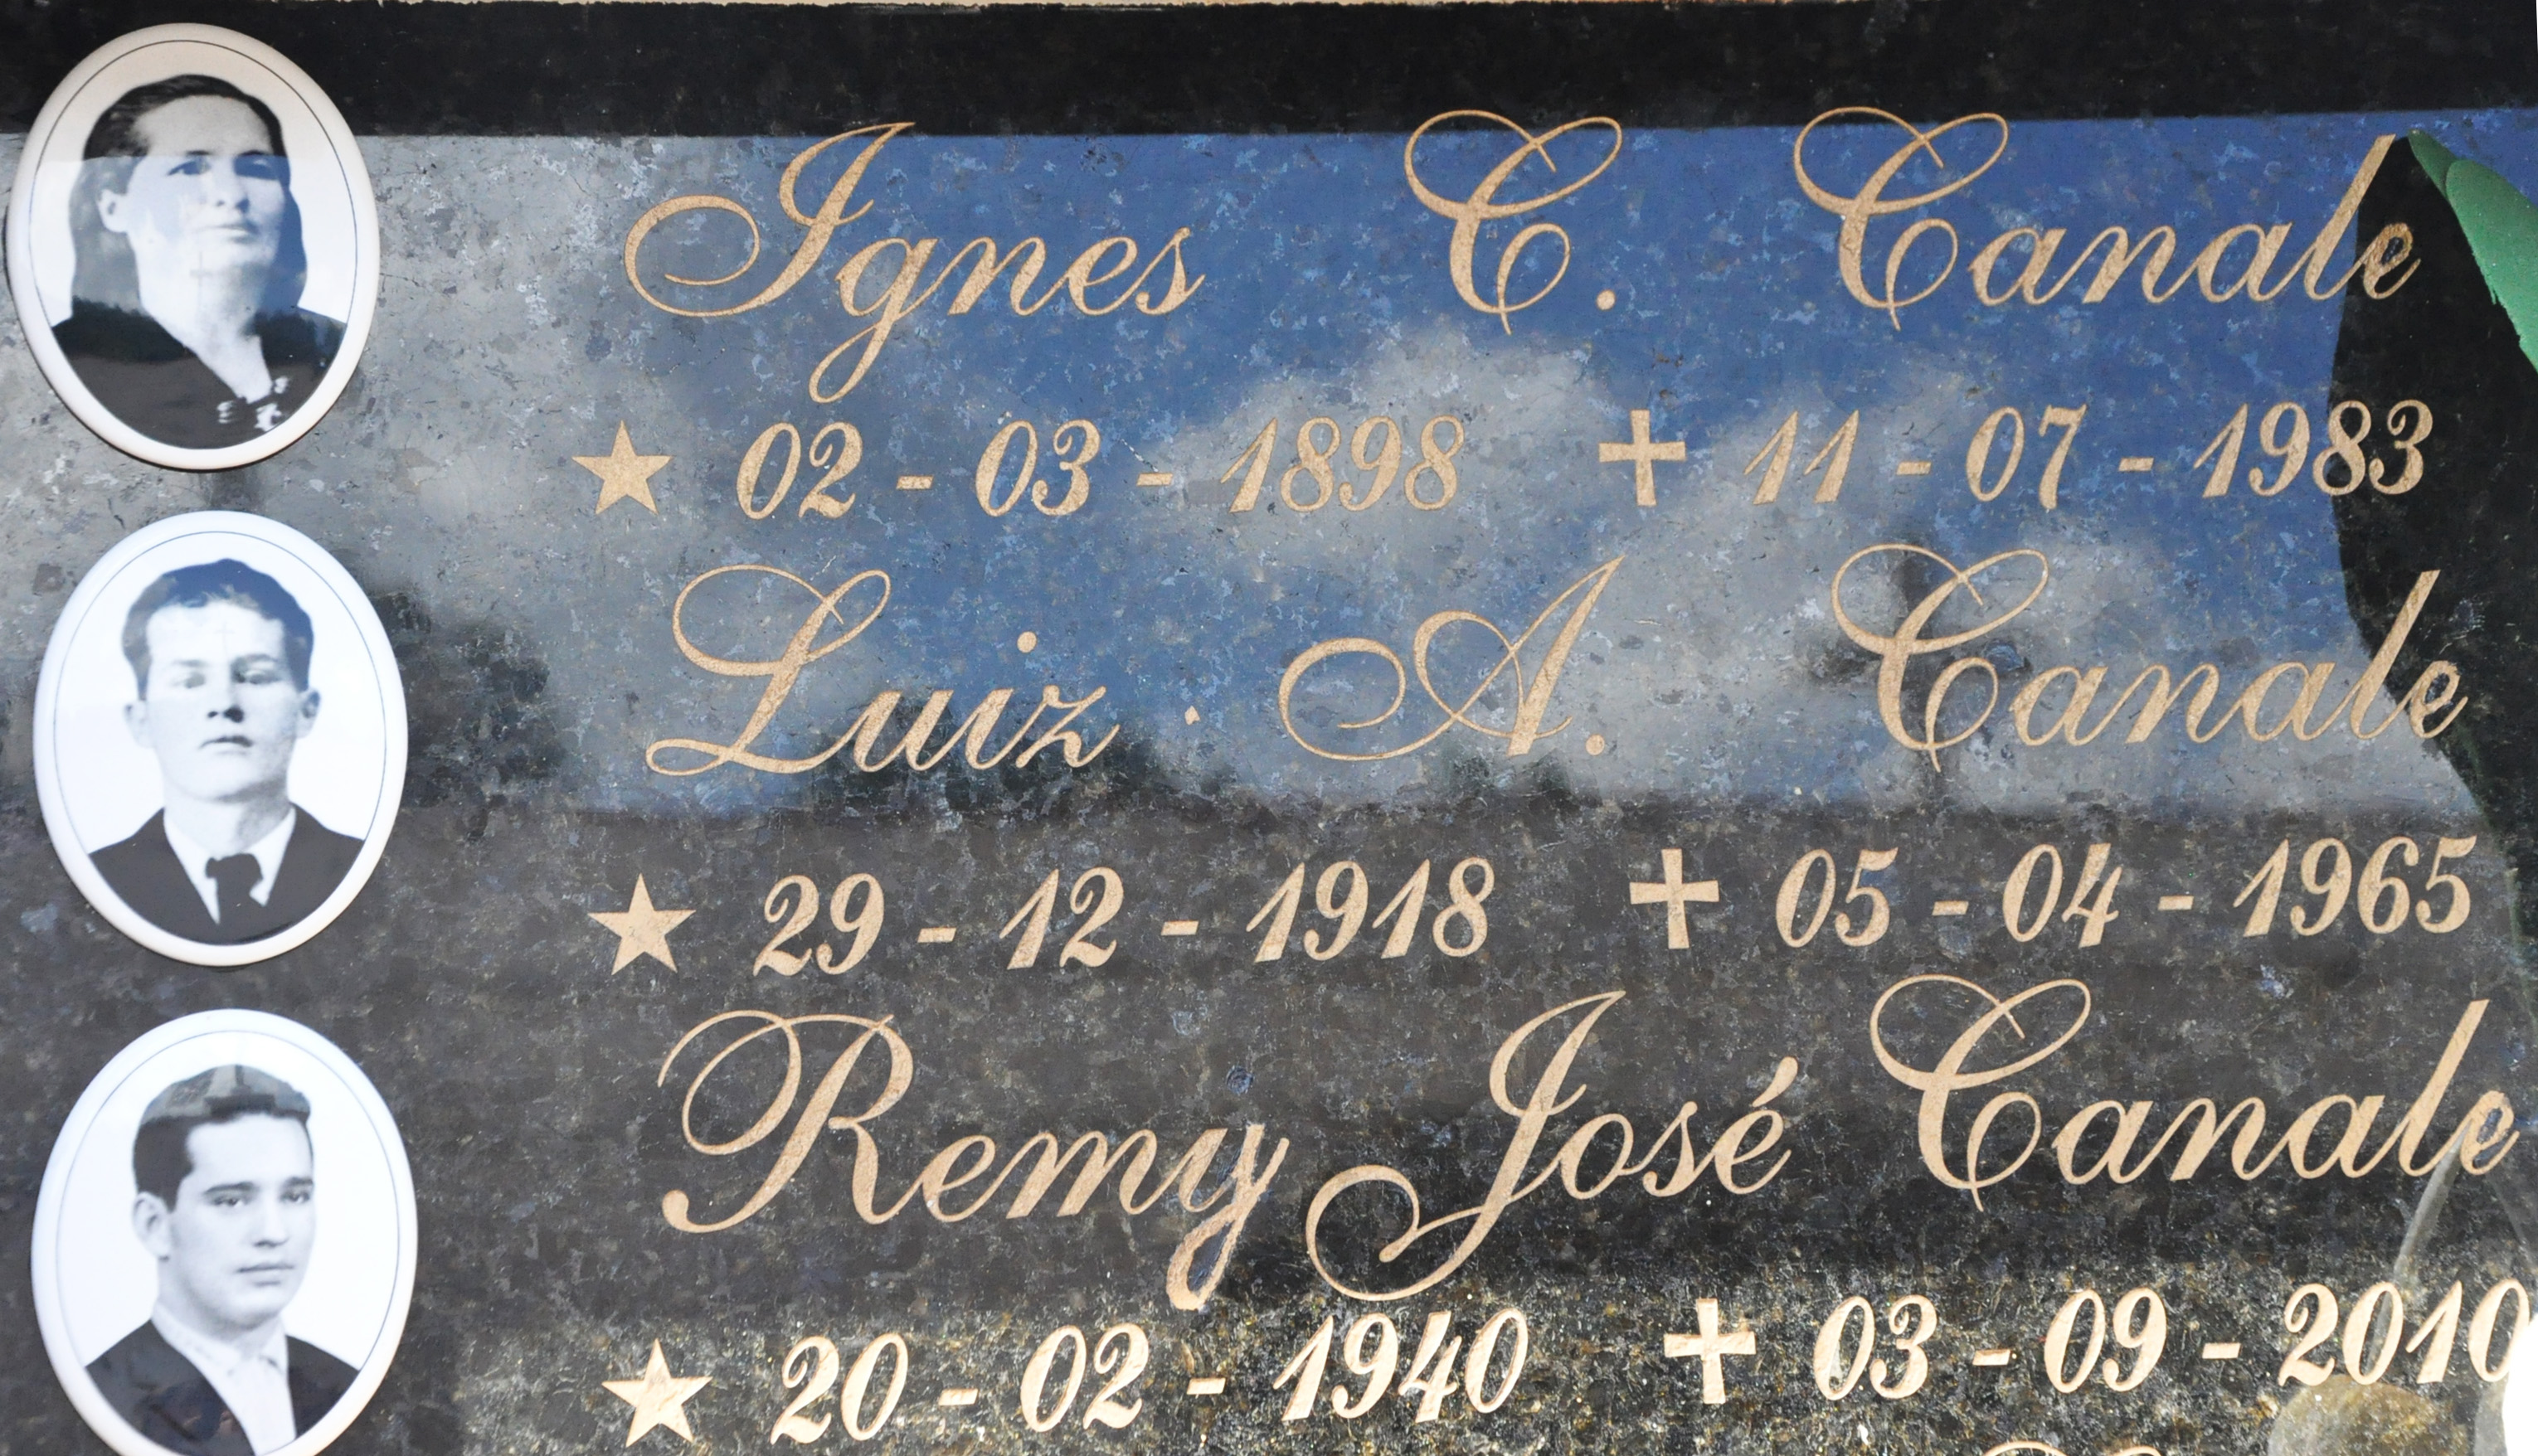 Ignes C. Canale
★ 02 - 03 - 1898 ✝ 11 - 07 - 1983
Luiz A. Canale
★ 29 - 12 - 1918 ✝ 05 - 04 - 1965
Remy José Canale
★ 20 - 02 - 1940 ✝ 03 - 09 - 2010